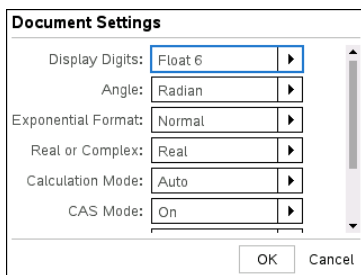 Document Settings
Display Digits: Float 6
Angle: Radian
Exponential Format: Normal
Real or Complex: Real
Calculation Mode: Auto
CAS Mode: On
OK Cancel